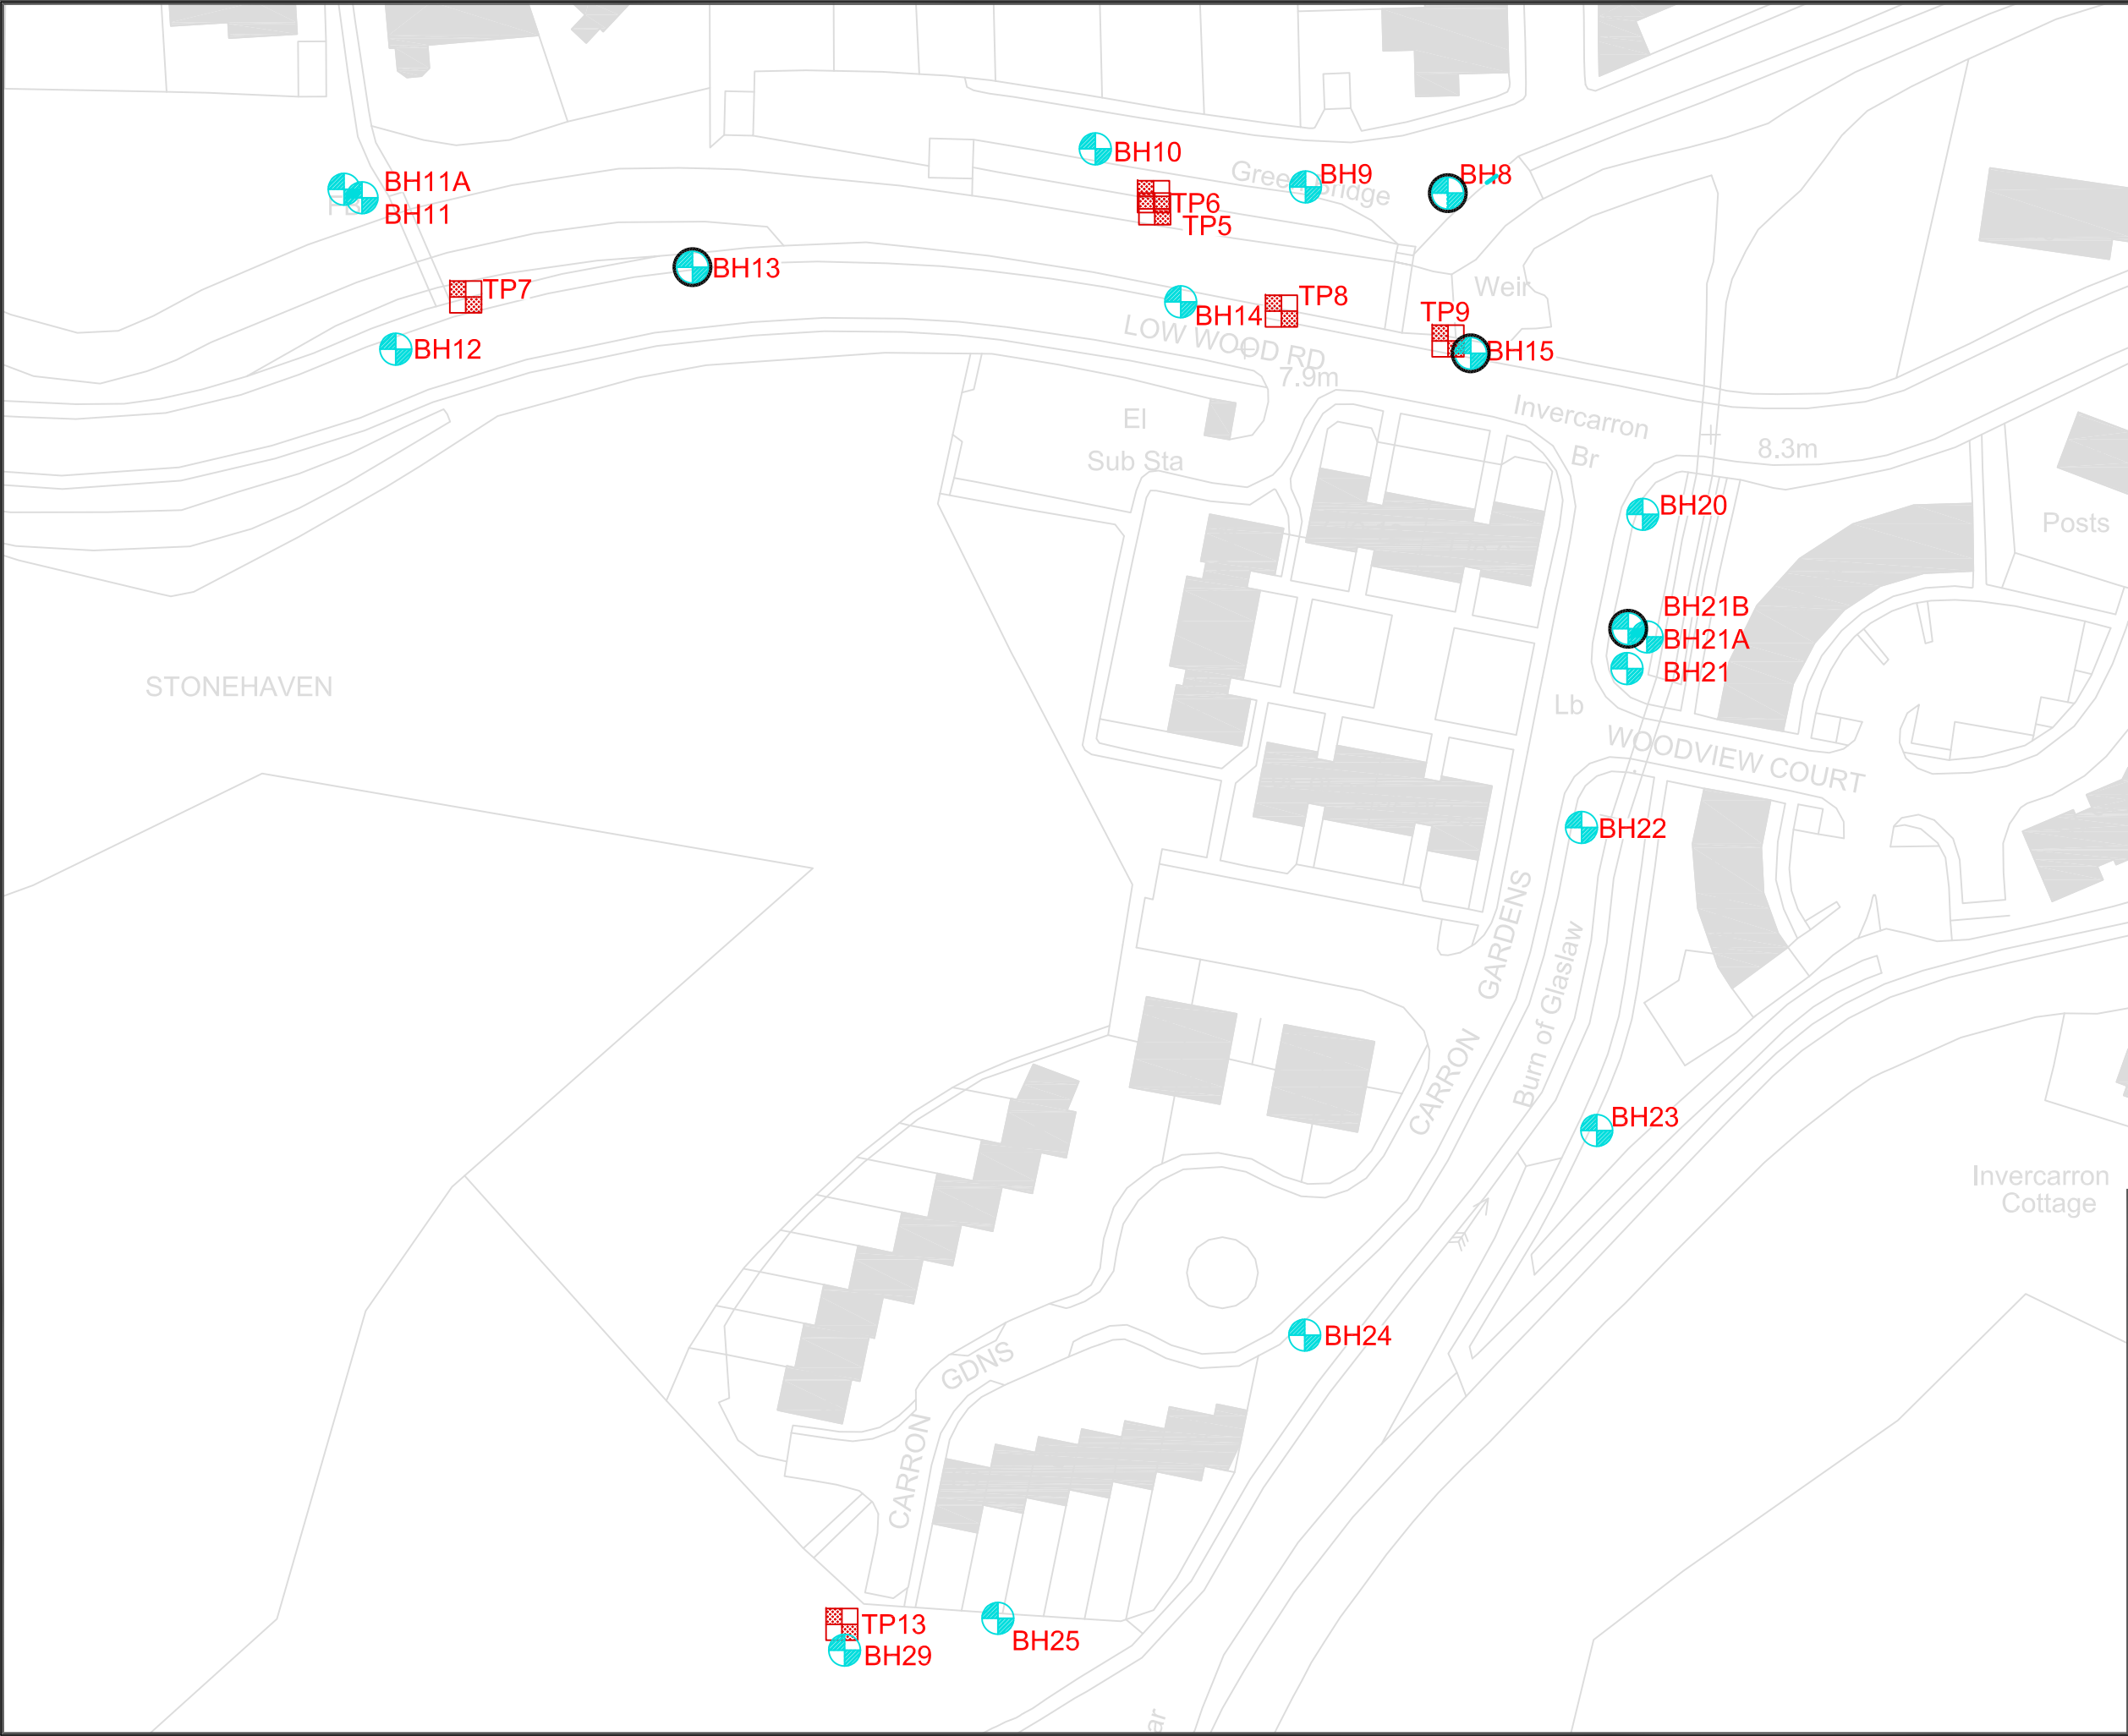 BH10
Green Bridge
BH9
BH8
BH11A
BH11
TP6
TP5
BH13
TP7
Weir
BH14
TP8
TP9
LOW WOOD RD
BH12
BH15
7.9m
El
Sub Sta
Invercarron
Br
8.3m
BH20
Posts
BH21B
BH21A
BH21
STONEHAVEN
Lb
WOODVIEW COURT
BH22
CARRON GARDENS
Burn of Glaslaw
BH23
Invercarron
Cottage
BH24
CARRON GDNS
TP13
BH29
BH25